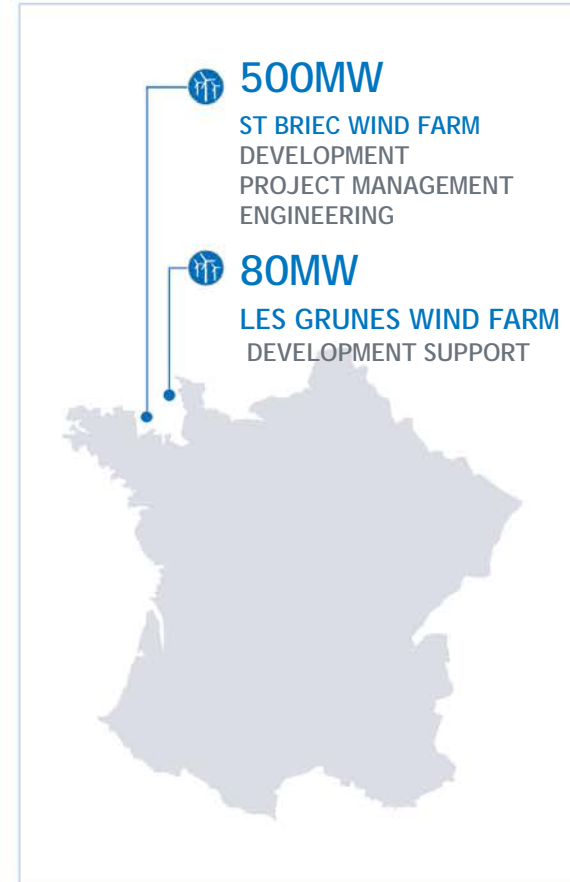 500MW
ST BRIEC WIND FARM
DEVELOPMENT
PROJECT MANAGEMENT
ENGINEERING
80MW
LES GRUNES WIND FARM
DEVELOPMENT SUPPORT